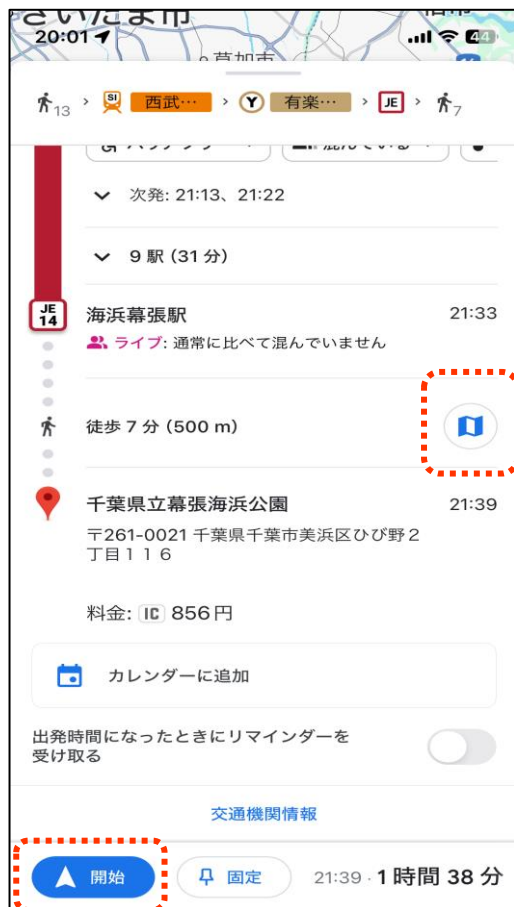 さいたま市
20:01
44
草加市
13 SI 西武… Y 有楽… JE 7
次発: 21:13、21:22
9 駅 (31 分)
JE
14
海浜幕張駅 21:33
ライブ: 通常に比べて混んでいません
徒歩 7 分 (500 m)
千葉県立幕張海浜公園 21:39
〒261-0021 千葉県千葉市美浜区ひび野２
丁目１１６
料金: IC 856 円
カレンダーに追加
出発時間になったときにリマインダーを
受け取る
交通機関情報
開始 固定 21:39 · 1 時間 38 分